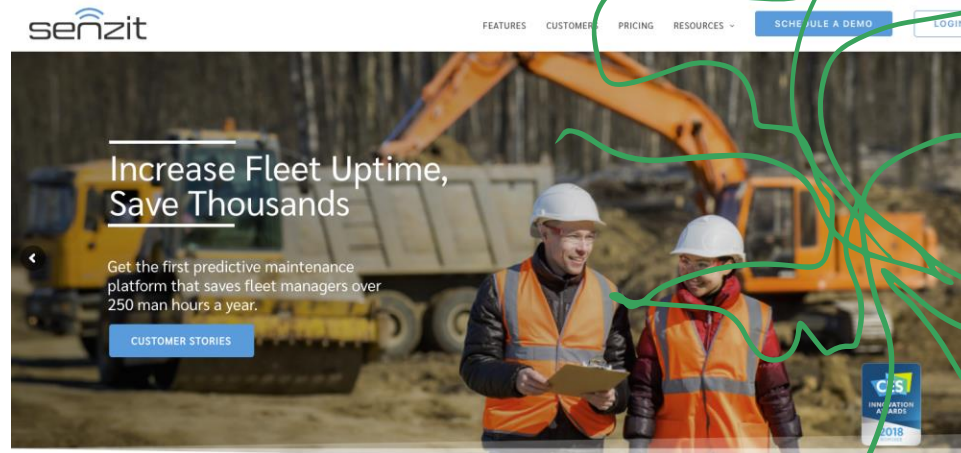 senzit
FEATURES CUSTOMERS PRICING RESOURCES SCHEDULE A DEMO LOGIN
Increase Fleet Uptime,
Save Thousands
Get the first predictive maintenance
platform that saves fleet managers over
250 man hours a year.
CUSTOMER STORIES
CES
INNOVATION
AWARDS
2018